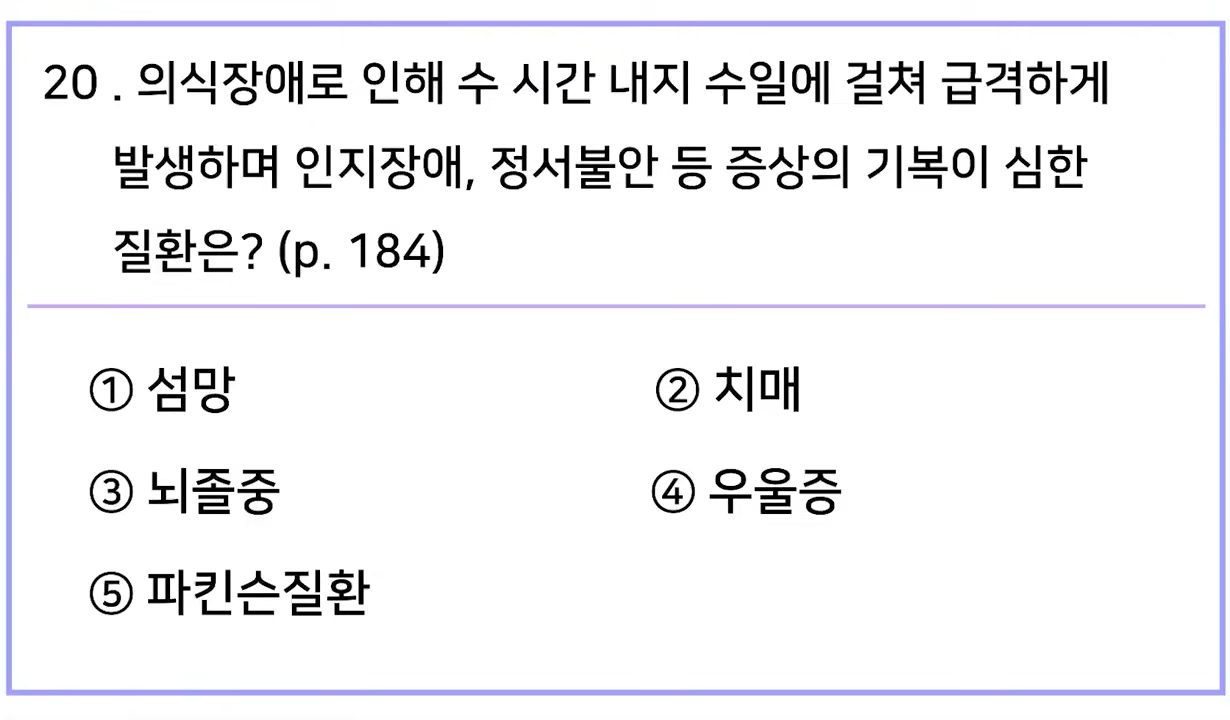 20 . 의식장애로 인해 수 시간 내지 수일에 걸쳐 급격하게
발생하며 인지장애, 정서불안 등 증상의 기복이 심한
질환은? (p. 184)
① 섬망
② 치매
③ 뇌졸중
④ 우울증
⑤ 파킨슨질환